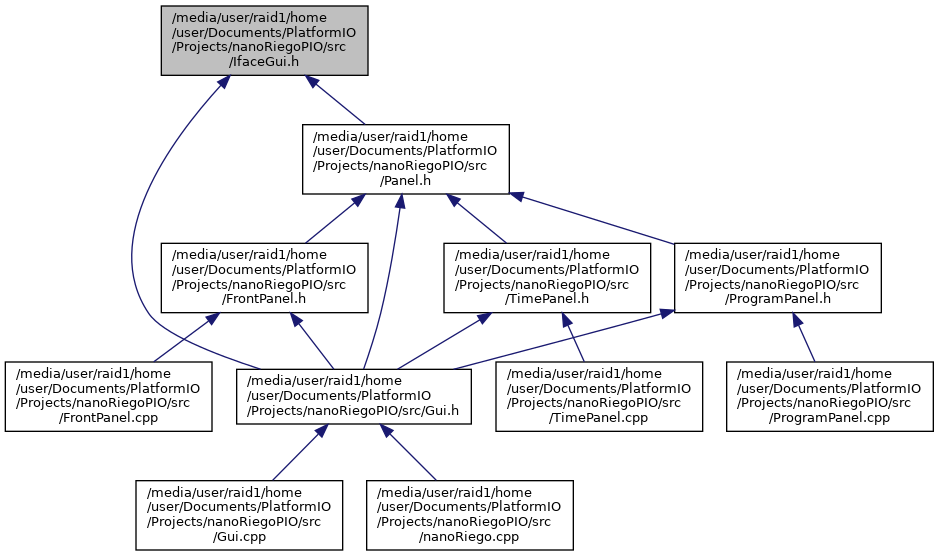 /media/user/raid1/home
/user/Documents/PlatformIO
/Projects/nanoRiegoPIO/src
/IfaceGui.h
/media/user/raid1/home
/user/Documents/PlatformIO
/Projects/nanoRiegoPIO/src
/Panel.h
/media/user/raid1/home
/user/Documents/PlatformIO
/Projects/nanoRiegoPIO/src
/FrontPanel.h
/media/user/raid1/home
/user/Documents/PlatformIO
/Projects/nanoRiegoPIO/src
/TimePanel.h
/media/user/raid1/home
/user/Documents/PlatformIO
/Projects/nanoRiegoPIO/src
/ProgramPanel.h
/media/user/raid1/home
/user/Documents/PlatformIO
/Projects/nanoRiegoPIO/src
/FrontPanel.cpp
/media/user/raid1/home
/user/Documents/PlatformIO
/Projects/nanoRiegoPIO/src/Gui.h
/media/user/raid1/home
/user/Documents/PlatformIO
/Projects/nanoRiegoPIO/src
/TimePanel.cpp
/media/user/raid1/home
/user/Documents/PlatformIO
/Projects/nanoRiegoPIO/src
/ProgramPanel.cpp
/media/user/raid1/home
/user/Documents/PlatformIO
/Projects/nanoRiegoPIO/src
/Gui.cpp
/media/user/raid1/home
/user/Documents/PlatformIO
/Projects/nanoRiegoPIO/src
/nanoRiego.cpp